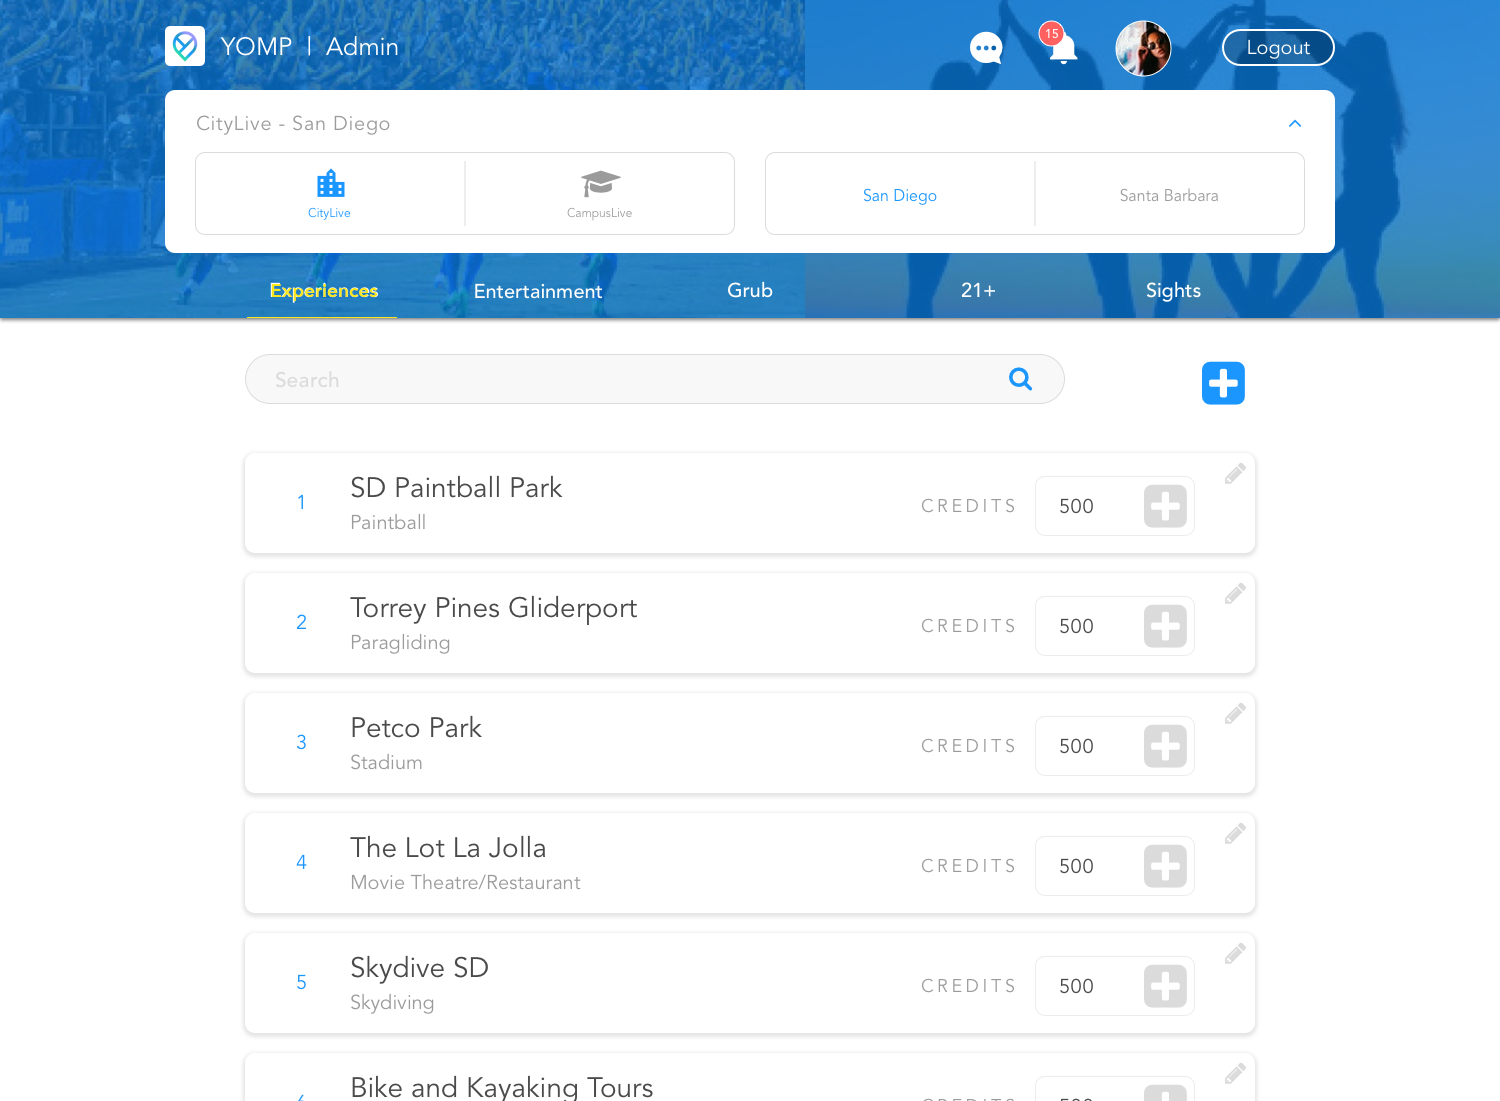 YOMP | Admin
15
Logout
CityLive - San Diego
CityLive
CampusLive
San Diego
Santa Barbara
Experiences
Entertainment
Grub
21+
Sights
Search
1
SD Paintball Park
Paintball
CREDITS
500
2
Torrey Pines Gliderport
Paragliding
CREDITS
500
3
Petco Park
Stadium
CREDITS
500
4
The Lot La Jolla
Movie Theatre/Restaurant
CREDITS
500
5
Skydive SD
Skydiving
CREDITS
500
Bike and Kayaking Tours